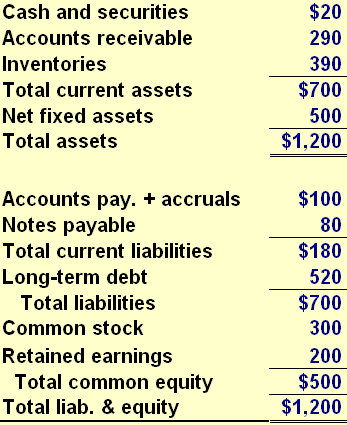 Cash and securities $20
Accounts receivable 290
Inventories 390
Total current assets $700
Net fixed assets 500
Total assets $1,200
Accounts pay. + accruals $100
Notes payable 80
Total current liabilities $180
Long-term debt 520
Total liabilities $700
Common stock 300
Retained earnings 200
Total common equity $500
Total liab. & equity $1,200